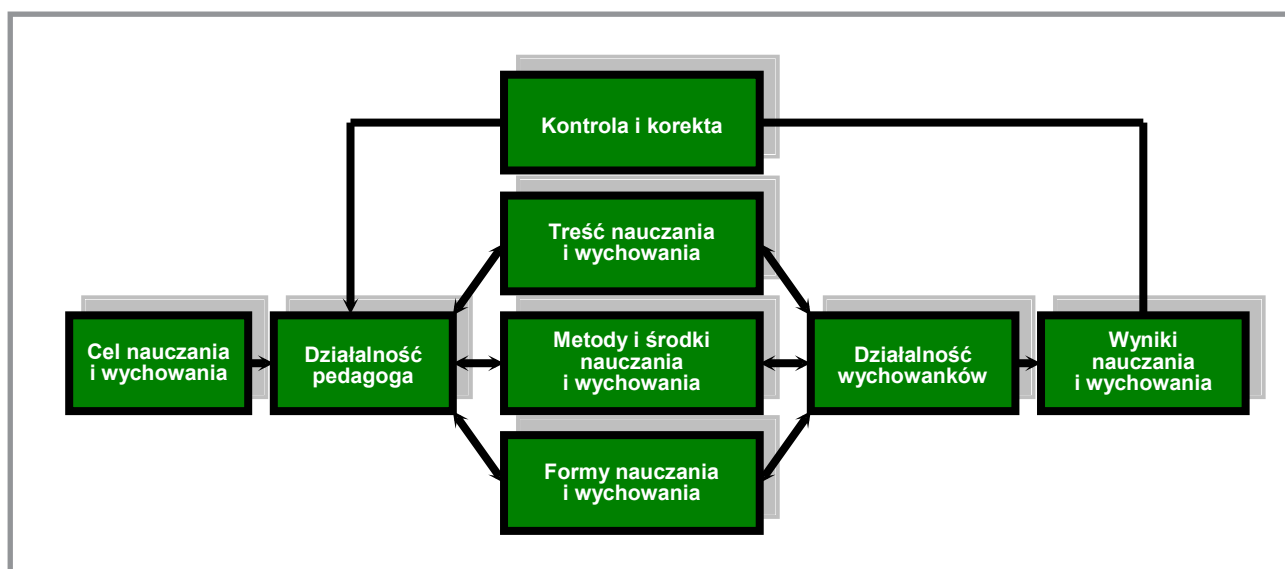 Kontrola i korekta
Treść nauczania
i wychowania
Cel nauczania
i wychowania
Działalność
pedagoga
Metody i środki
nauczania
i wychowania
Działalność
wychowanków
Wyniki
nauczania
i wychowania
Formy nauczania
i wychowania